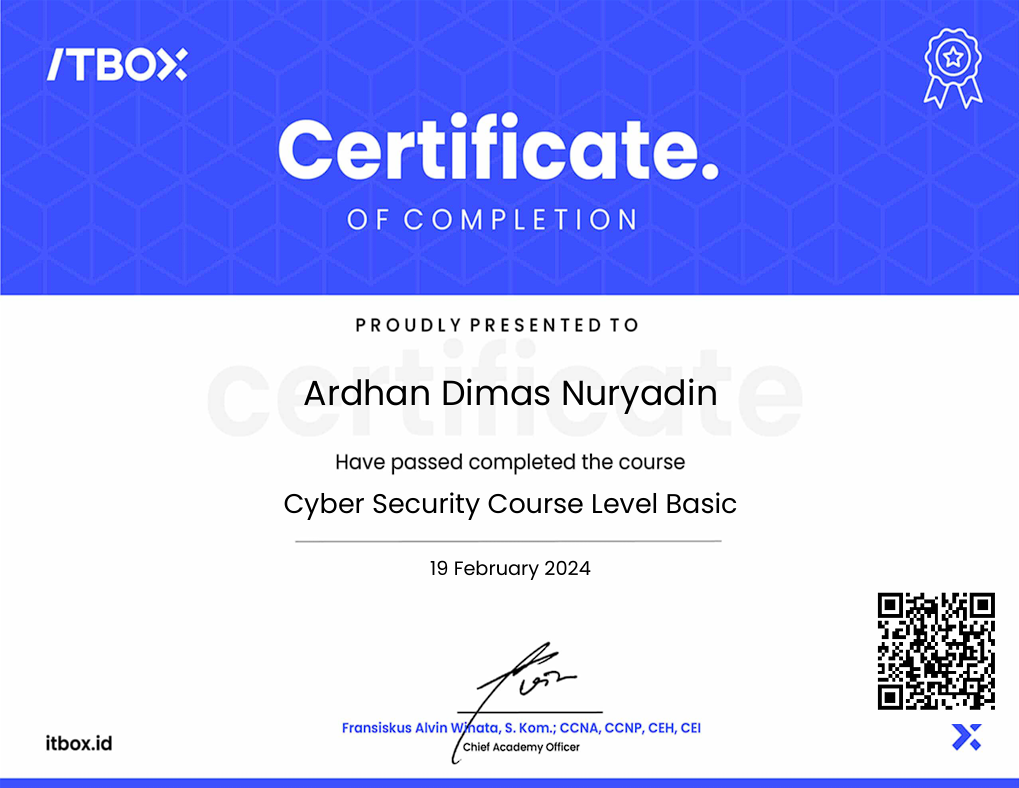 ITBOX
Certificate.
OF COMPLETION
PROUDLY PRESENTED TO
certificate
Ardhan Dimas Nuryadin
Have passed completed the course
Cyber Security Course Level Basic
19 February 2024
Fransiskus Alvin Winata, S. Kom.; CCNA, CCNP, CEH, CEI
Chief Academy Officer
itbox.id